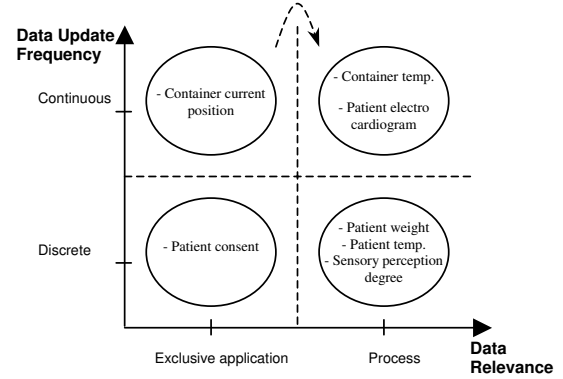 Data Update
Frequency
Continuous
- Container current
position
- Container temp.
- Patient electro
cardiogram
Discrete
- Patient consent
- Patient weight
- Patient temp.
- Sensory perception
degree
Exclusive application
Process
Data
Relevance